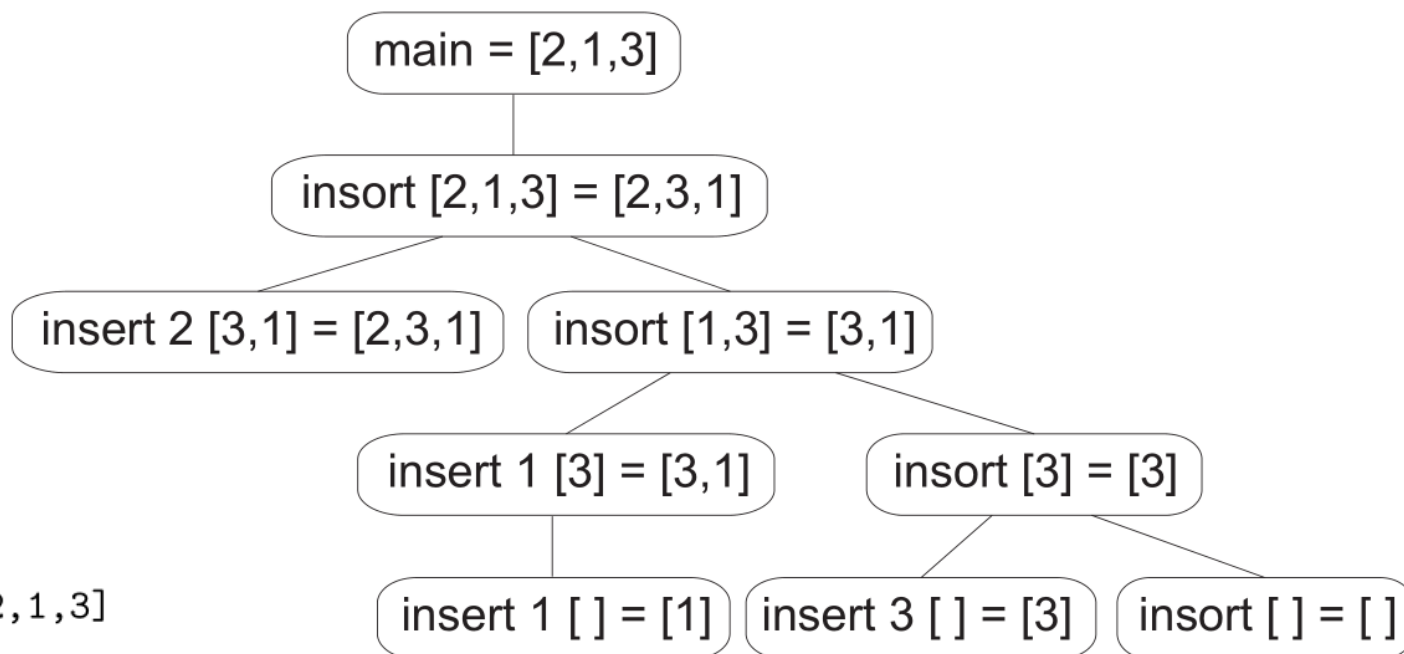 main = [2,1,3]
insort [2,1,3] = [2,3,1]
insert 2 [3,1] = [2,3,1]
insort [1,3] = [3,1]
insert 1 [3] = [3,1]
insort [3] = [3]
,1,3]
insert 1 [ ] = [1]
insert 3 [ ] = [3]
insort [ ] = [ ]